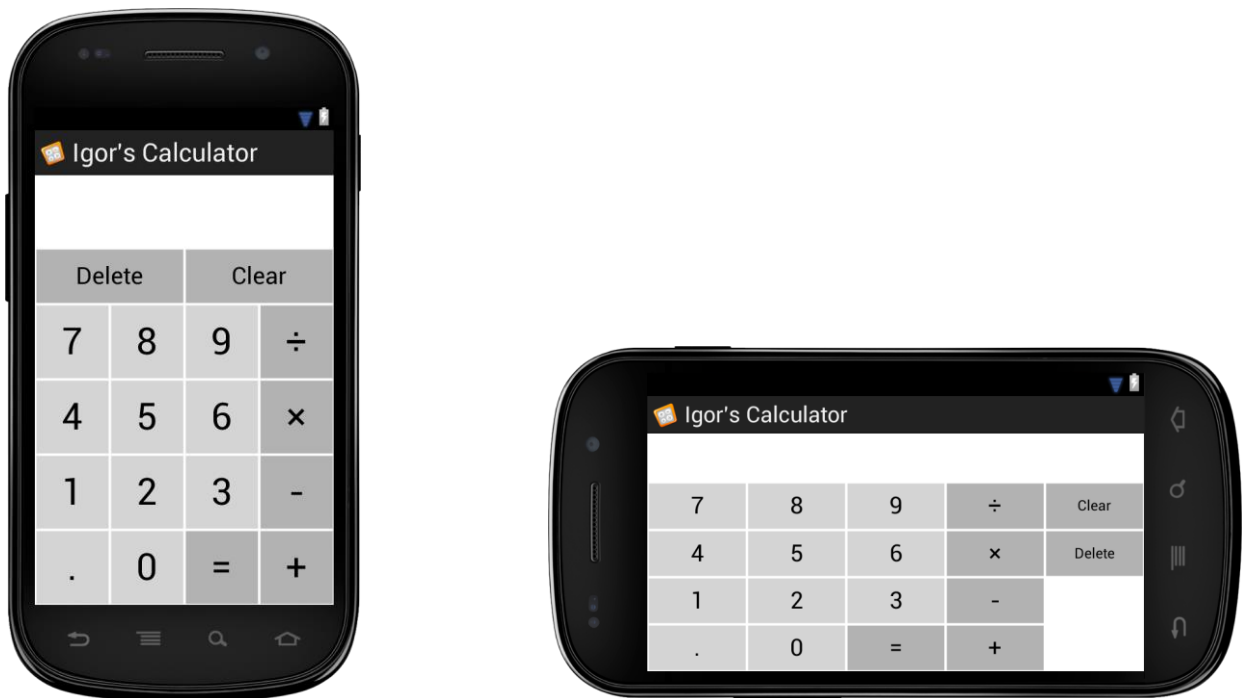 Igor's Calculator
Delete Clear
7 8 9 ÷
4 5 6 ×
1 2 3 -
. 0 = +
Igor's Calculator
7 8 9 ÷ Clear
4 5 6 × Delete
1 2 3 -
. 0 = +